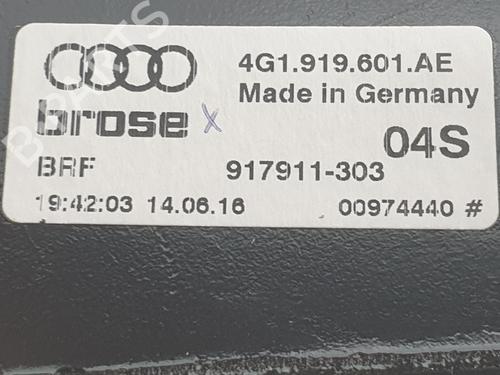 4G1.919.601.AE
Made in Germany
brose x
04S
BRF 917911-303
19:42:03 14.06.16 00974440 #